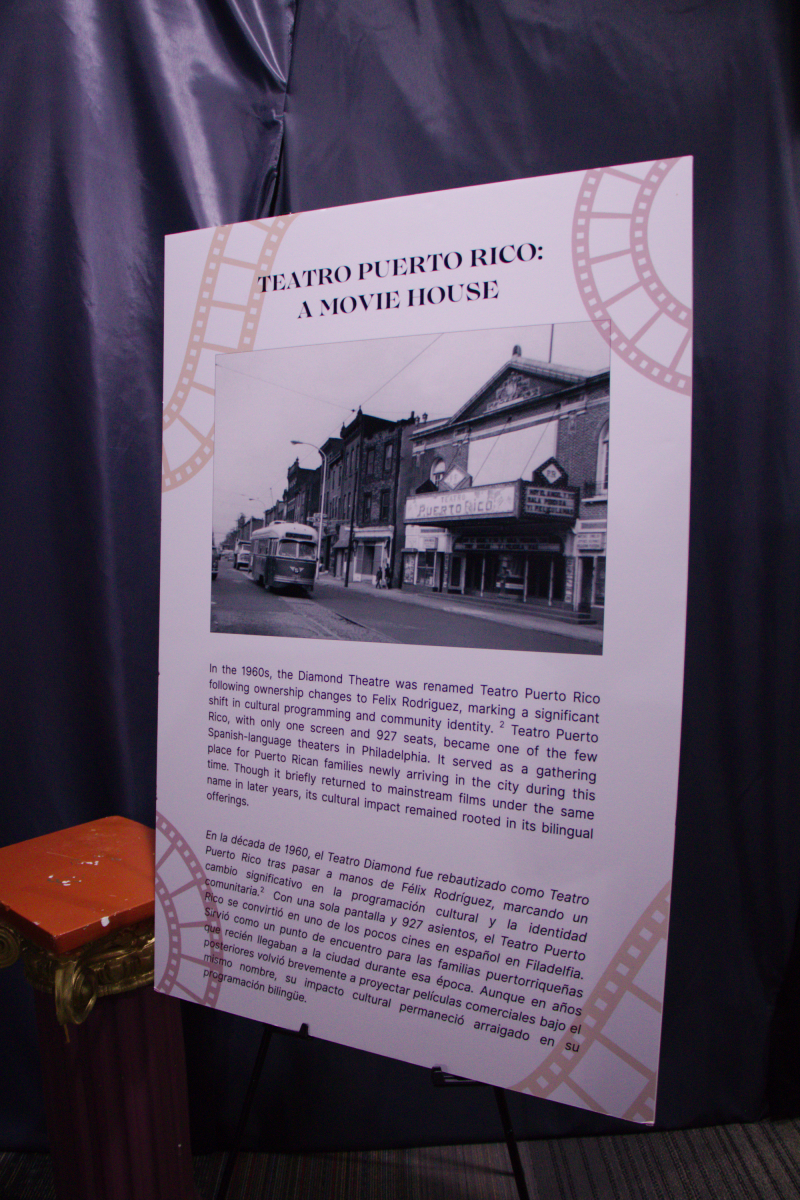 TEATRO PUERTO RICO:
A MOVIE HOUSE
TEATRO
PUERTO RICO
In the 1960s, the Diamond Theatre was renamed Teatro Puerto Rico
following ownership changes to Felix Rodriguez, marking a significant
shift in cultural programming and community identity. ² Teatro Puerto
Rico, with only one screen and 927 seats, became one of the few
Spanish-language theaters in Philadelphia. It served as a gathering
place for Puerto Rican families newly arriving in the city during this
time. Though it briefly returned to mainstream films under the same
name in later years, its cultural impact remained rooted in its bilingual
offerings.
En la década de 1960, el Teatro Diamond fue rebautizado como Teatro
Puerto Rico tras pasar a manos de Félix Rodríguez, marcando un
cambio significativo en la programación cultural y la identidad
comunitaria.² Con una sola pantalla y 927 asientos, el Teatro Puerto
Rico se convirtió en uno de los pocos cines en español en Filadelfia.
Sirvió como un punto de encuentro para las familias puertorriqueñas
que recién llegaban a la ciudad durante esa época. Aunque en años
posteriores volvió brevemente a proyectar películas comerciales bajo el
mismo nombre, su impacto cultural permaneció arraigado en su
programación bilingüe.